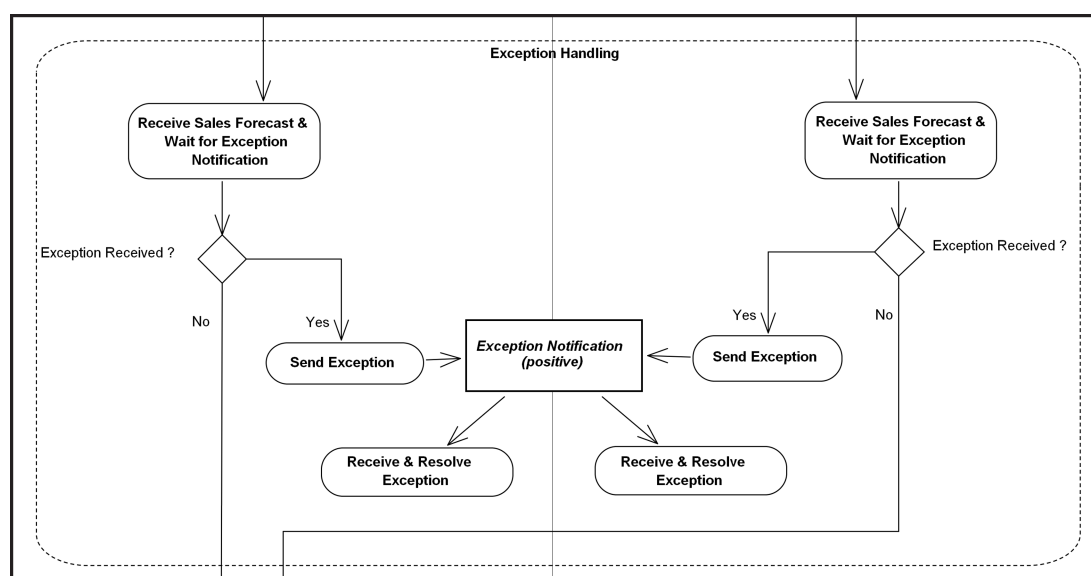 Exception Handling
Receive Sales Forecast &
Wait for Exception
Notification
Receive Sales Forecast &
Wait for Exception
Notification
Exception Received ?
Exception Received ?
No
Yes
Yes
No
Send Exception
Exception Notification
(positive)
Send Exception
Receive & Resolve
Exception
Receive & Resolve
Exception